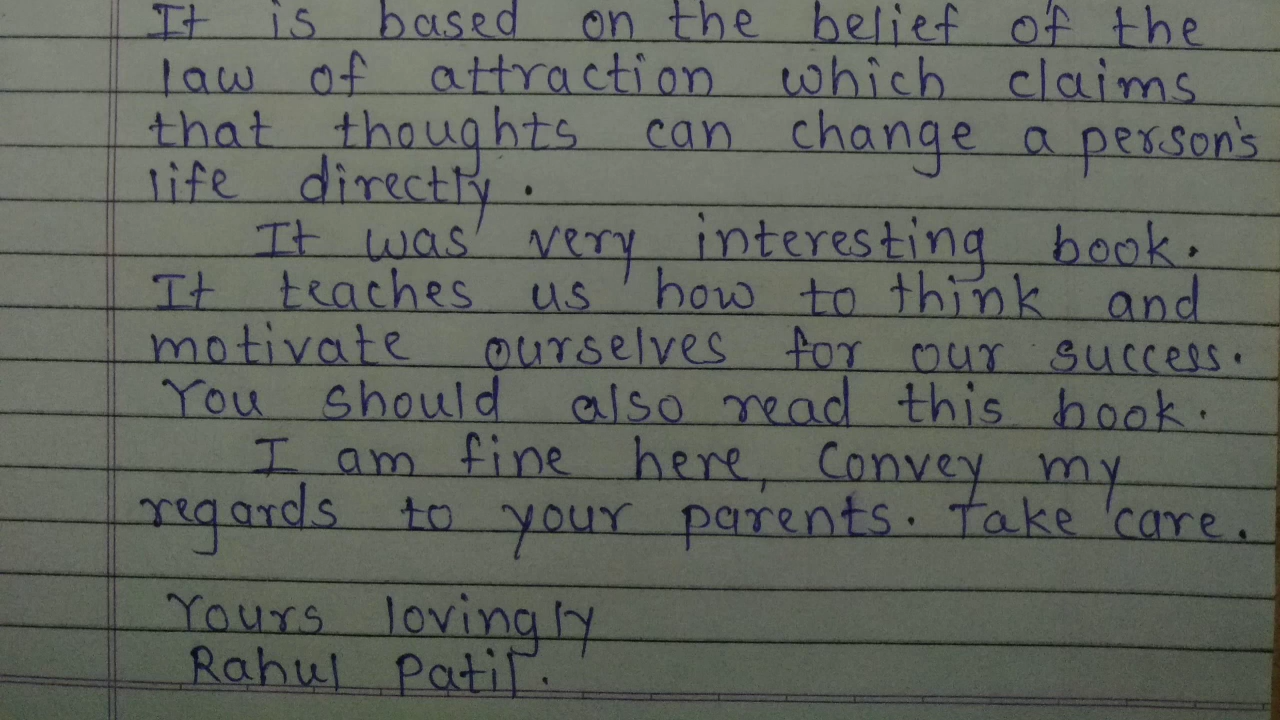 It is based on the belief of the
law of attraction which claims
that thoughts can change a person's
life directly.
It was very interesting book.
It teaches us how to think and
motivate ourselves for our success.
You should also read this book.
I am fine here, Convey my
regards to your parents. Take care.
Yours lovingly
Rahul Patil.